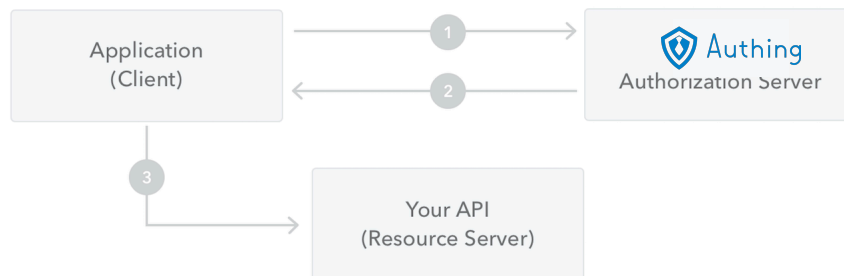 Application
(Client)
1
Authing
Authorization Server
2
3
Your API
(Resource Server)